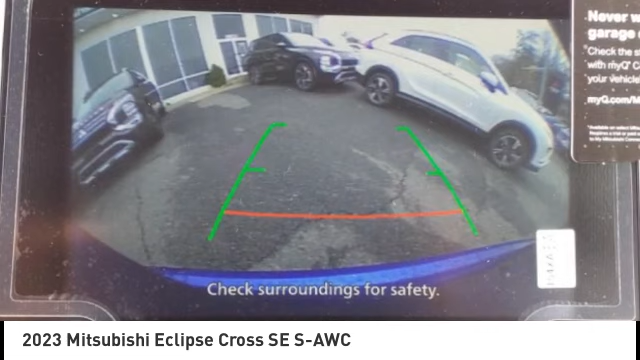 Never w
garage
Check the s
with myQ® C
your vehicle
myQ.com/M
Check surroundings for safety.
2023 Mitsubishi Eclipse Cross SE S-AWC